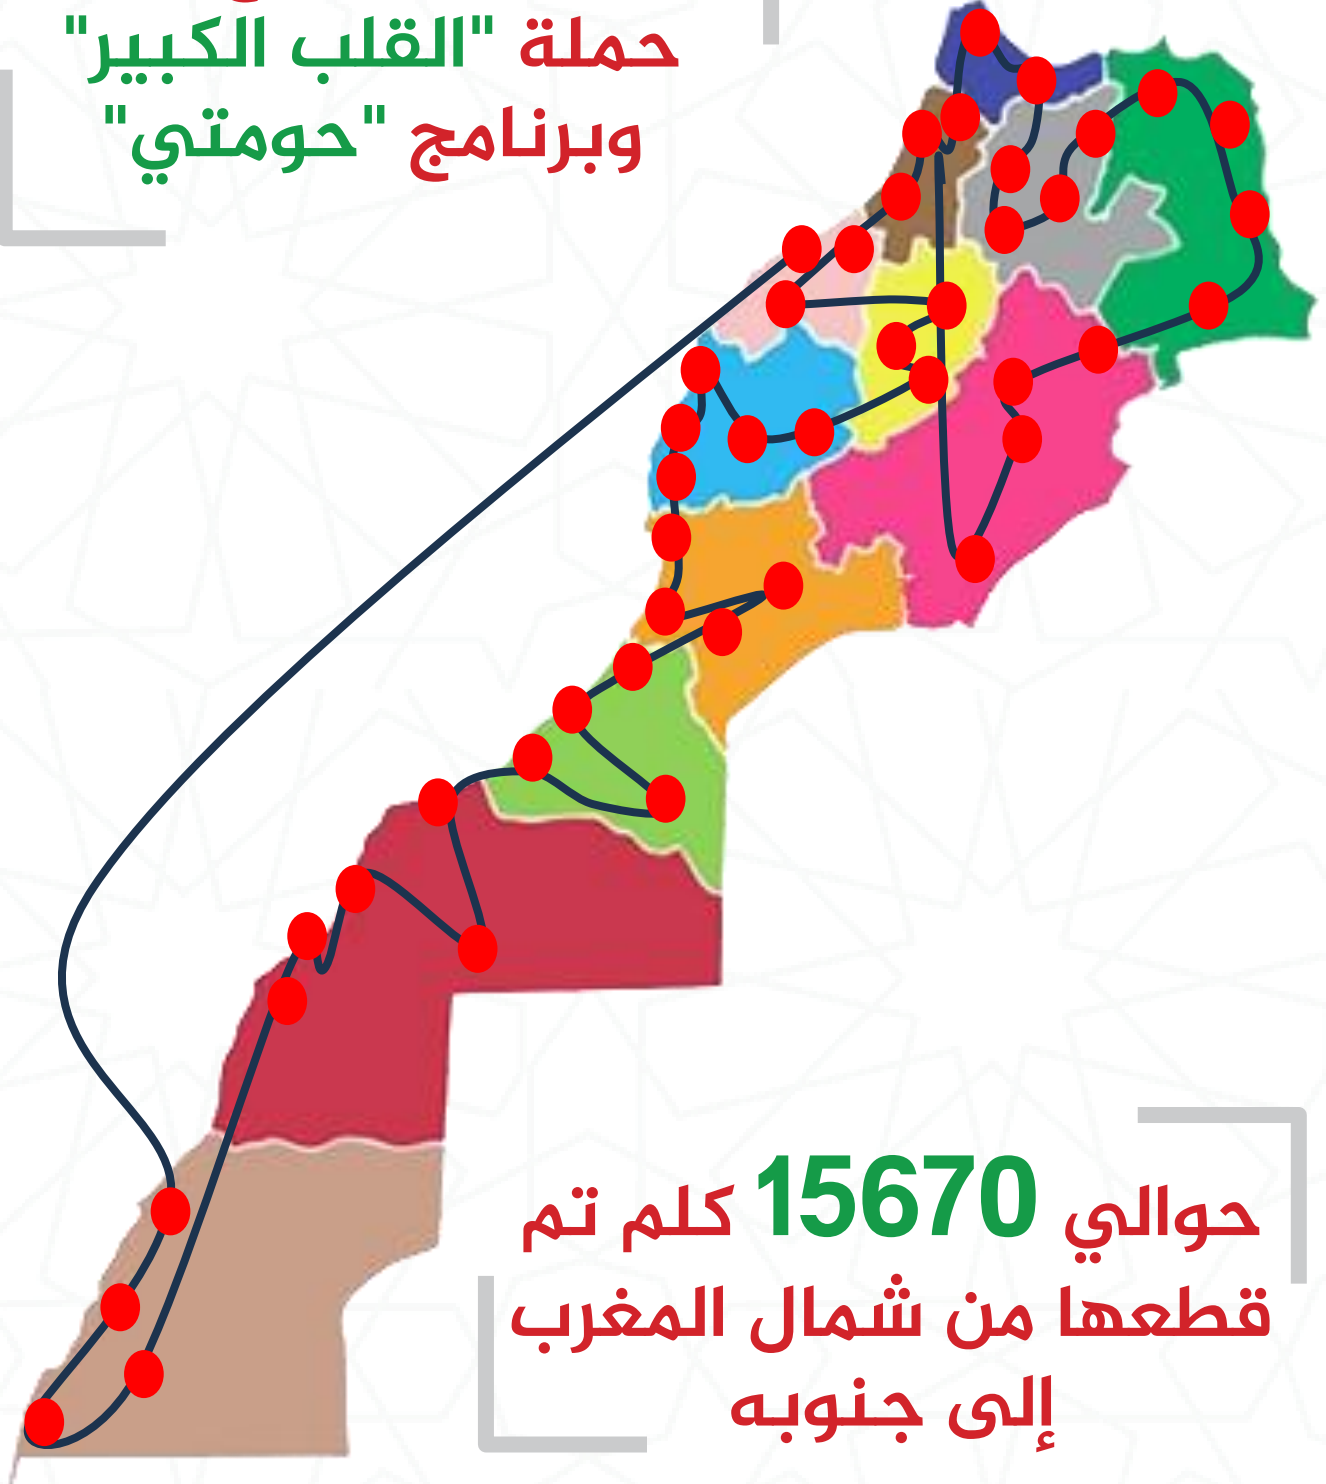 حملة "القلب الكبير"
وبرنامج "حومتي"
حوالي 15670 كلم تم
قطعها من شمال المغرب
إلى جنوبه